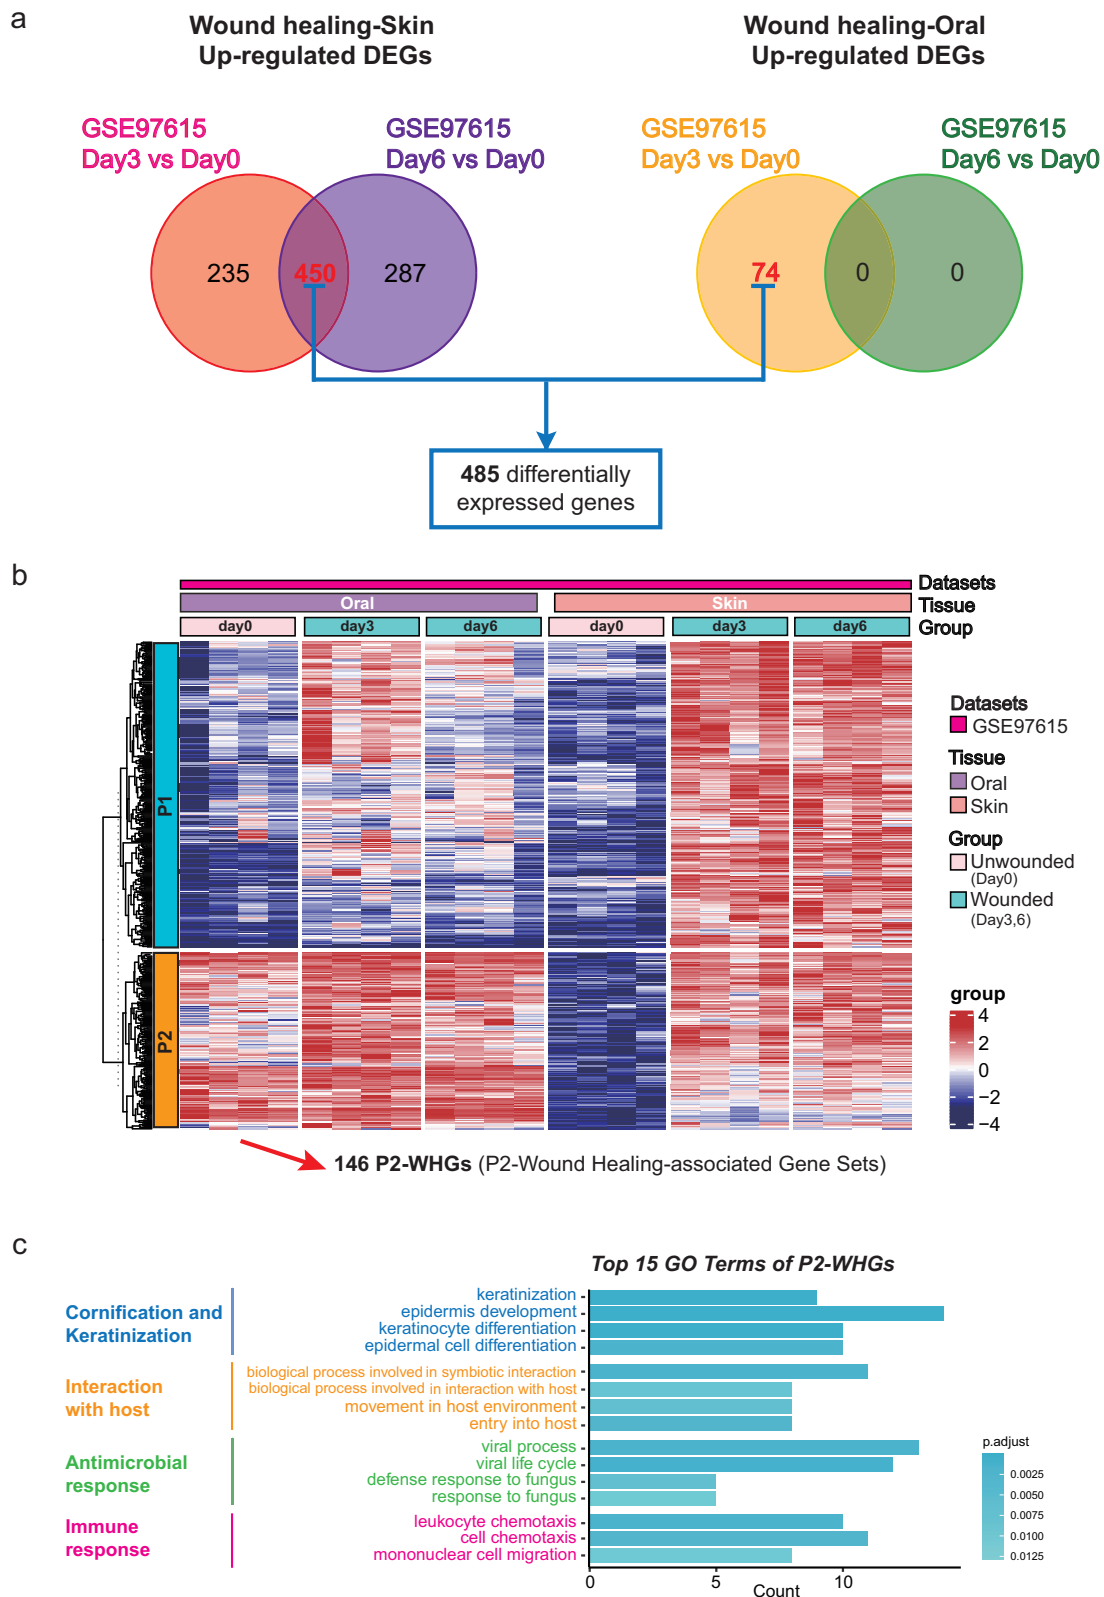 a
Wound healing-Skin
Up-regulated DEGs
Wound healing-Oral
Up-regulated DEGs
GSE97615
Day3 vs Day0
GSE97615
Day6 vs Day0
GSE97615
Day3 vs Day0
GSE97615
Day6 vs Day0
235
450
287
74
0
0
485 differentially
expressed genes
b
Datasets
Oral
Skin
Tissue
day0
day3
day6
day0
day3
day6
Group
P1
P2
Datasets
GSE97615
Tissue
Oral
Skin
Group
Unwounded
(Day0)
Wounded
(Day3,6)
group
4
2
0
−2
−4
146 P2-WHGs (P2-Wound Healing-associated Gene Sets)
c
Top 15 GO Terms of P2-WHGs
Cornification and
Keratinization
keratinization
epidermis development
keratinocyte differentiation
epidermal cell differentiation
Interaction
with host
biological process involved in symbiotic interaction
biological process involved in interaction with host
movement in host environment
entry into host
Antimicrobial
response
viral process
viral life cycle
defense response to fungus
response to fungus
Immune
response
leukocyte chemotaxis
cell chemotaxis
mononuclear cell migration
0
5
10
Count
p.adjust
0.0025
0.0050
0.0075
0.0100
0.0125